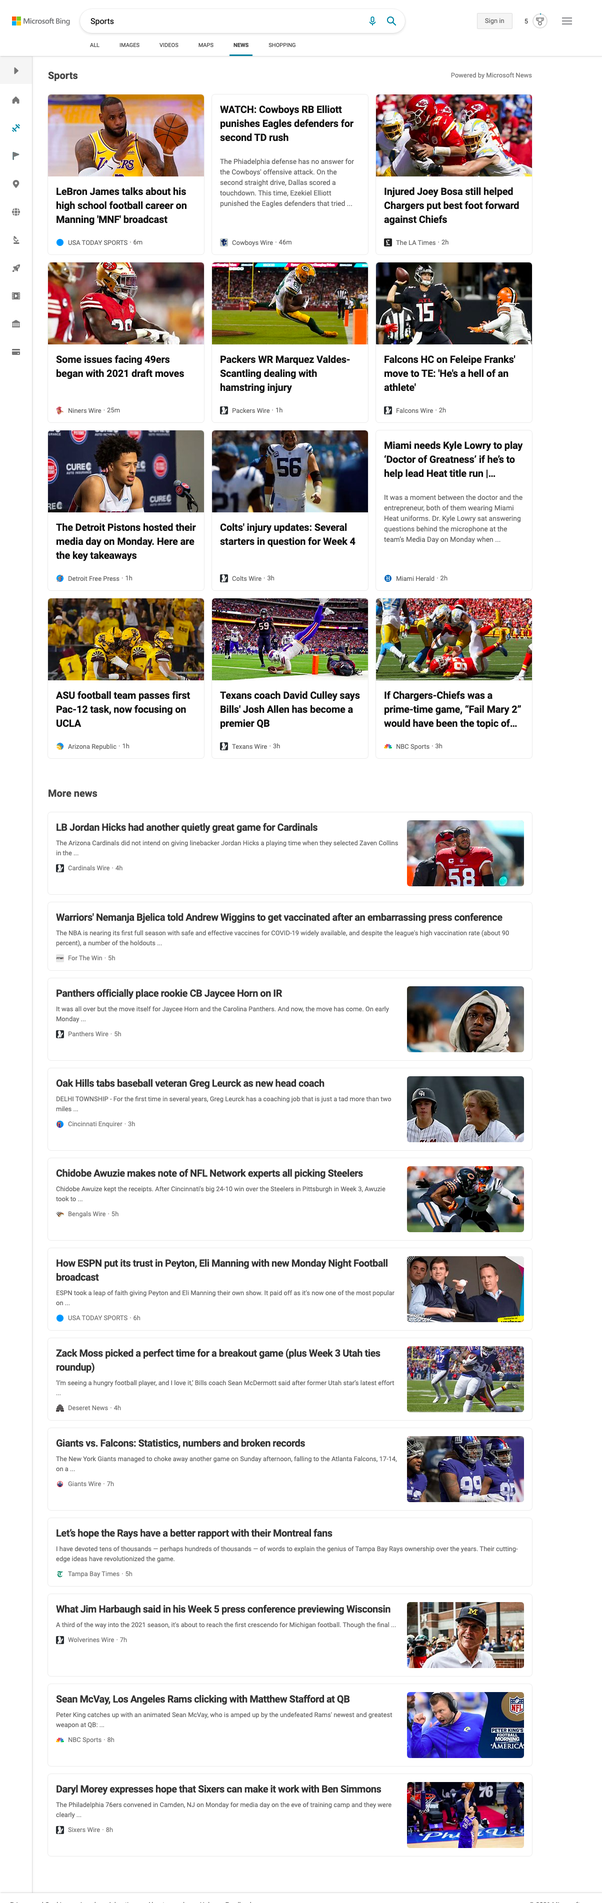 Microsoft Bing
Sports
Sign in
5
ALL
IMAGES
VIDEOS
MAPS
NEWS
SHOPPING
Sports
Powered by Microsoft News
LeBron James talks about his
high school football career on
Manning 'MNF' broadcast
USA TODAY SPORTS · 6m
WATCH: Cowboys RB Elliott
punishes Eagles defenders for
second TD rush
The Phiadelphia defense has no answer for
the Cowboys' offensive attack. On the
second straight drive, Dallas scored a
touchdown. This time, Ezekiel Elliott
punished the Eagles defenders that tried ...
Cowboys Wire · 46m
Injured Joey Bosa still helped
Chargers put best foot forward
against Chiefs
The LA Times · 2h
Some issues facing 49ers
began with 2021 draft moves
Niners Wire · 25m
Packers WR Marquez Valdes-
Scantling dealing with
hamstring injury
Packers Wire · 1h
15
Falcons HC on Feleipe Franks'
move to TE: 'He's a hell of an
athlete'
Falcons Wire · 2h
The Detroit Pistons hosted their
media day on Monday. Here are
the key takeaways
Detroit Free Press · 1h
56
Colts' injury updates: Several
starters in question for Week 4
Colts Wire · 3h
Miami needs Kyle Lowry to play
'Doctor of Greatness' if he's to
help lead Heat title run |...
It was a moment between the doctor and the
entrepreneur, both of them wearing Miami
Heat uniforms. Dr. Kyle Lowry sat answering
questions behind the microphone at the
team's Media Day on Monday when ...
Miami Herald · 2h
ASU football team passes first
Pac-12 task, now focusing on
UCLA
Arizona Republic · 1h
59
Texans coach David Culley says
Bills' Josh Allen has become a
premier QB
Texans Wire · 3h
If Chargers-Chiefs was a
prime-time game, “Fail Mary 2”
would have been the topic of...
NBC Sports · 3h
More news
LB Jordan Hicks had another quietly great game for Cardinals
The Arizona Cardinals did not intend on giving linebacker Jordan Hicks a playing time when they selected Zaven Collins
in the ...
Cardinals Wire · 4h
58
Warriors' Nemanja Bjelica told Andrew Wiggins to get vaccinated after an embarrassing press conference
The NBA is nearing its first full season with safe and effective vaccines for COVID-19 widely available, and despite the league's high vaccination rate (about 90
percent), a number of the holdouts ...
For The Win · 5h
Panthers officially place rookie CB Jaycee Horn on IR
It was all over but the move itself for Jaycee Horn and the Carolina Panthers. And now, the move has come. On early
Monday ...
Panthers Wire · 5h
Oak Hills tabs baseball veteran Greg Leurck as new head coach
DELHI TOWNSHIP - For the first time in several years, Greg Leurck has a coaching job that is just a tad more than two
miles ...
Cincinnati Enquirer · 3h
Chidobe Awuzie makes note of NFL Network experts all picking Steelers
Chidobe Awuize kept the receipts. After Cincinnati's big 24-10 win over the Steelers in Pittsburgh in Week 3, Awuzie
took to ...
Bengals Wire · 5h
How ESPN put its trust in Peyton, Eli Manning with new Monday Night Football
broadcast
ESPN took a leap of faith giving Peyton and Eli Manning their own show. It paid off as it's now one of the most popular
on ...
USA TODAY SPORTS · 6h
Zack Moss picked a perfect time for a breakout game (plus Week 3 Utah ties
roundup)
'I'm seeing a hungry football player, and I love it,' Bills coach Sean McDermott said after former Utah star's latest effort
...
Deseret News · 4h
Giants vs. Falcons: Statistics, numbers and broken records
The New York Giants managed to choke away another game on Sunday afternoon, falling to the Atlanta Falcons, 17-14,
on a ...
Giants Wire · 7h
99
Let's hope the Rays have a better rapport with their Montreal fans
I have devoted tens of thousands — perhaps hundreds of thousands — of words to explain the genius of Tampa Bay Rays ownership over the years. Their cutting-
edge ideas have revolutionized the game.
Tampa Bay Times · 5h
What Jim Harbaugh said in his Week 5 press conference previewing Wisconsin
A third of the way into the 2021 season, it's about to reach the first crescendo for Michigan football. Though the final ...
Wolverines Wire · 7h
Sean McVay, Los Angeles Rams clicking with Matthew Stafford at QB
Peter King catches up with an animated Sean McVay, who is amped up by the undefeated Rams' newest and greatest
weapon at QB: ...
NBC Sports · 8h
NFL
PETER KING'S
FOOTBALL
MORNING
AMERICA
Daryl Morey expresses hope that Sixers can make it work with Ben Simmons
The Philadelphia 76ers convened in Camden, NJ on Monday for media day on the eve of training camp and they were
clearly ...
Sixers Wire · 8h
76